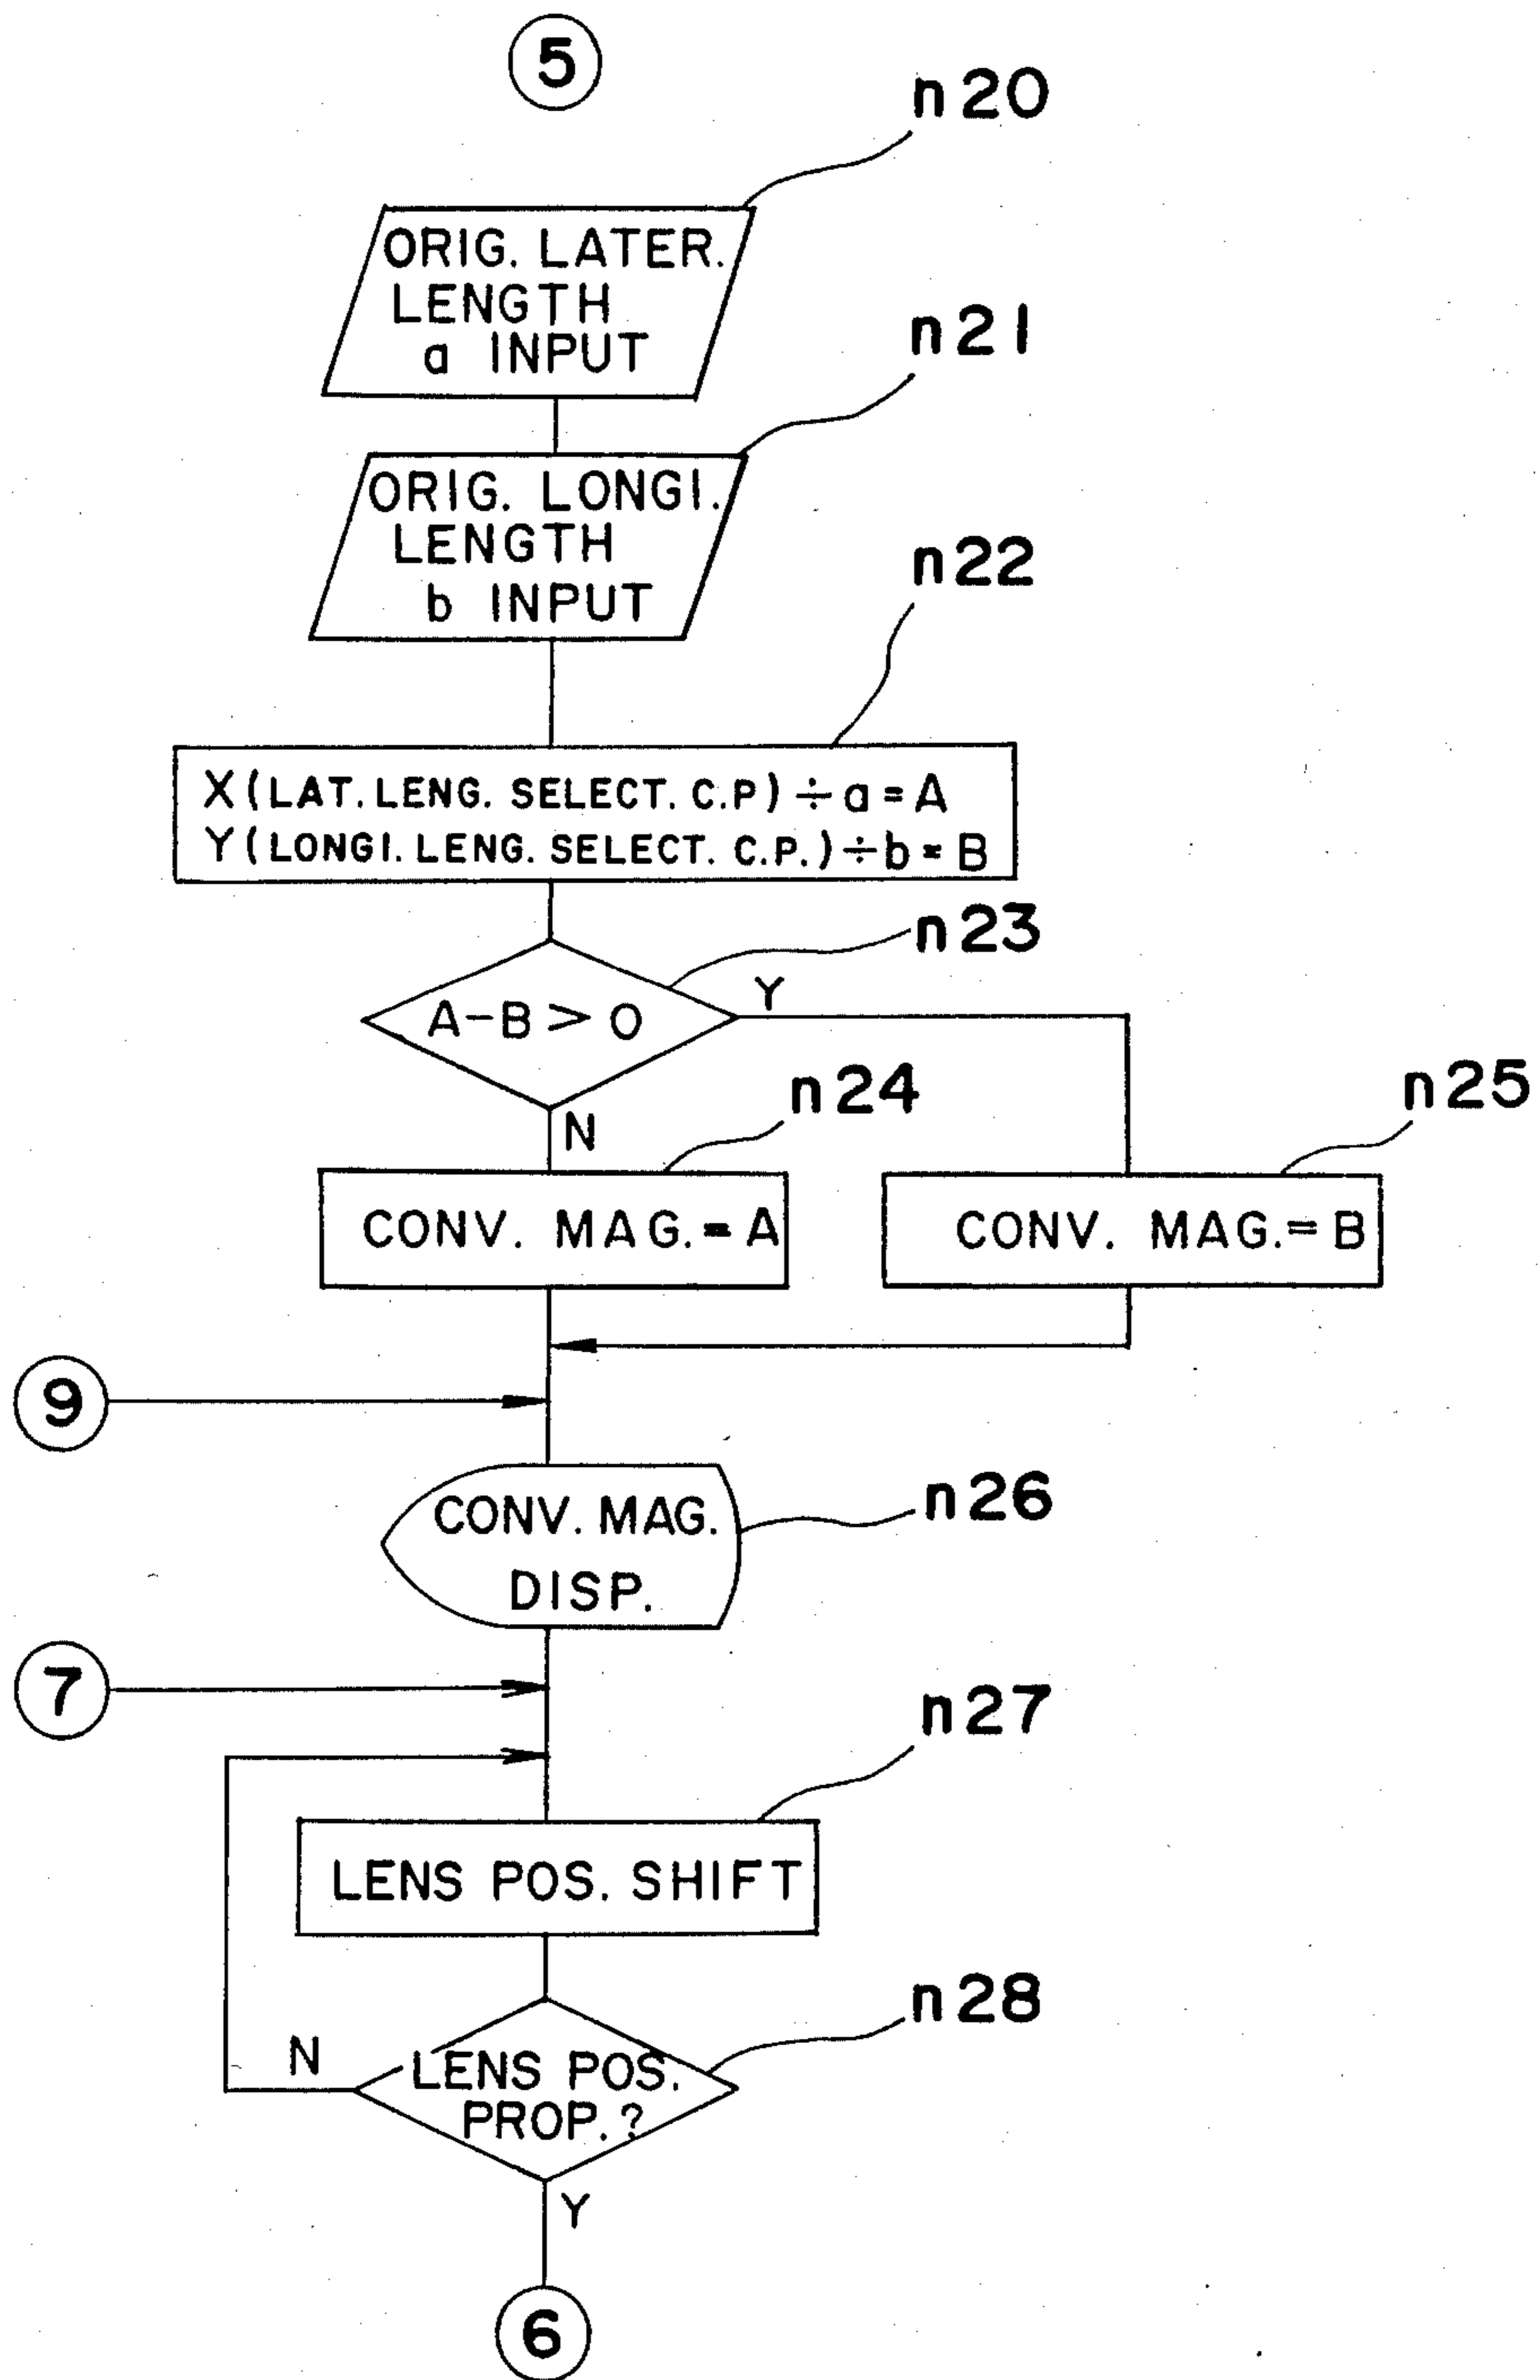 5
n20
ORIG. LATER.
LENGTH
a INPUT
n21
ORIG. LONGI.
LENGTH
b INPUT
n22
X (LAT. LENG. SELECT. C.P) ÷ a = A
Y (LONGI. LENG. SELECT. C.P.) ÷ b = B
n23
A-B > 0
Y
N
n24
n25
CONV. MAG. = A
CONV. MAG. = B
9
n26
CONV. MAG.
DISP.
7
n27
LENS POS. SHIFT
n28
N
LENS POS.
PROP. ?
Y
6